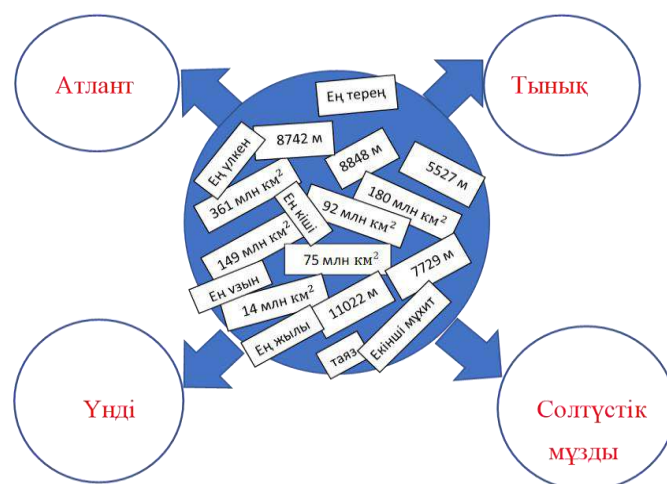 Атлант
Тынық
Ең терең
8742 м
8848 м
5527 м
Ең үлкен
361 млн км²
Ең кіші
92 млн км²
180 млн км²
149 млн км²
75 млн км²
7729 м
Ең ұзын
14 млн км²
11022 м
Екінші мұхит
Ең жылы
таяз
Үнді
Солтүстік
мұзды